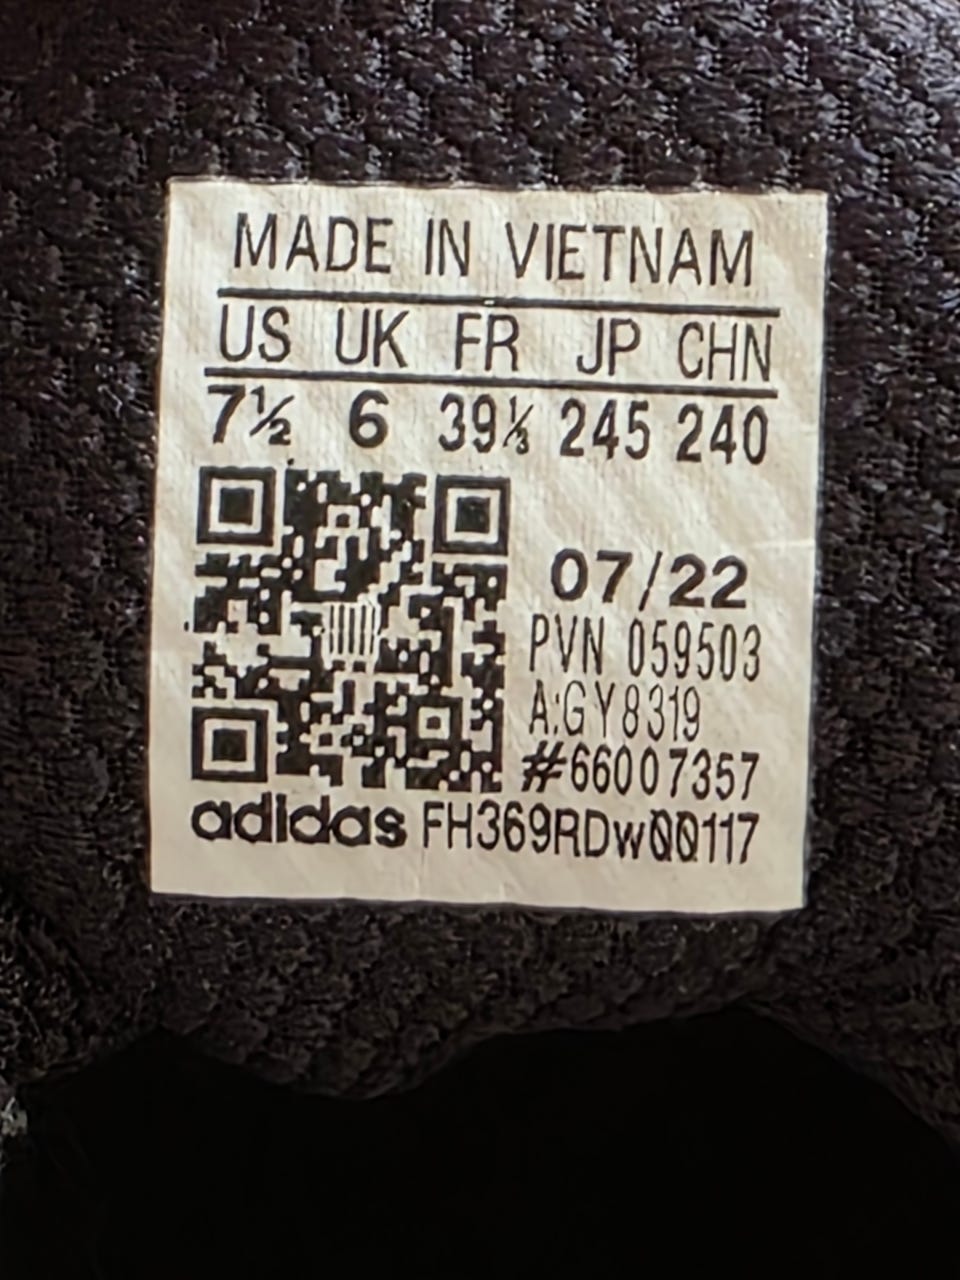 MADE IN VIETNAM
US UK FR JP CHN
7½ 6 39⅓ 245 240
07/22
PVN 059503
A:GY8319
#66007357
adidas FH369RDw00117